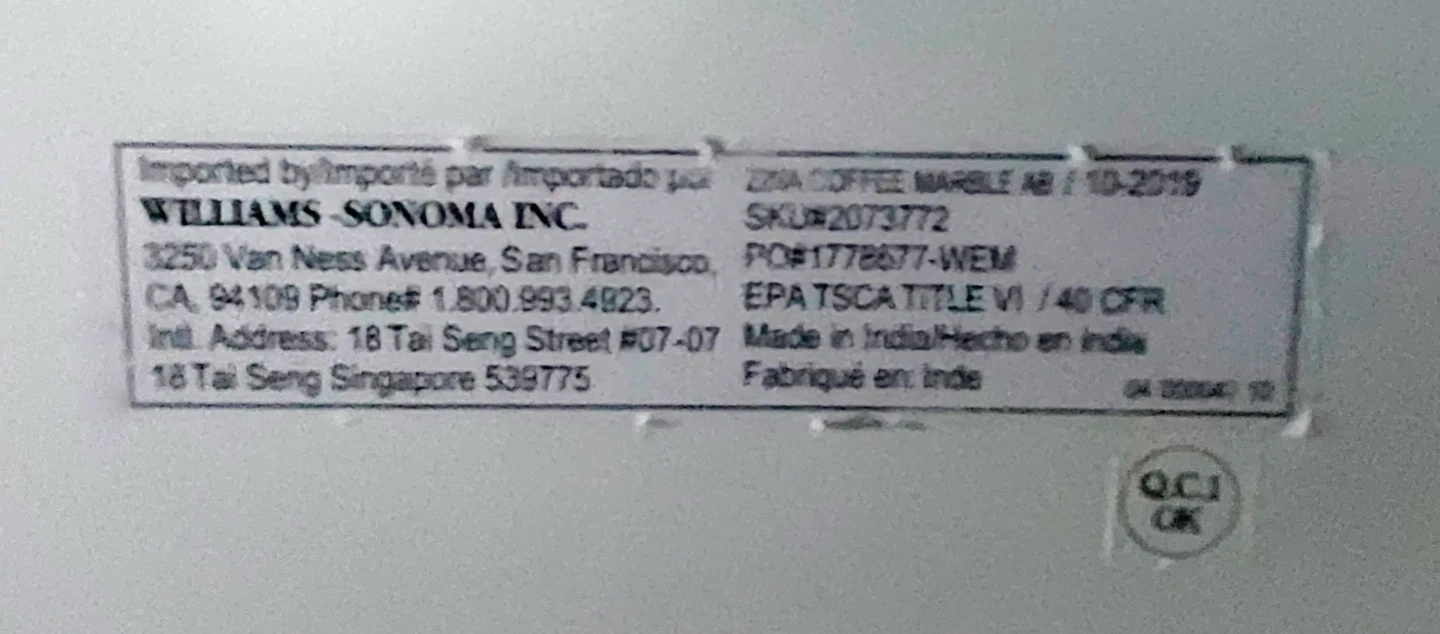 Imported by/Importé par /Importado por
WILLIAMS-SONOMA INC.
3250 Van Ness Avenue, San Francisco,
CA, 94109 Phone# 1.800.993.4923.
Intl. Address: 18 Tai Seng Street #07-07
18 Tai Seng Singapore 539775
COFFEE MARBLE AB / 10-2019
SKU#2073772
PO#1778677-WEM
EPA TSCA TITLE VI / 40 CFR
Made in India/Hecho en India
Fabriqué en: Inde
Q.C.I
OK